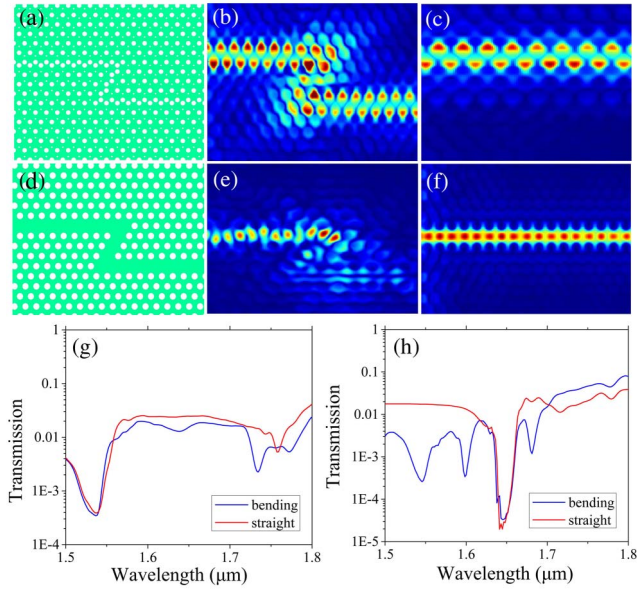 (a)
(b)
(c)
(d)
(e)
(f)
(g)
1
0.1
0.01
1E-3
1E-4
Transmission
bending
straight
1.5
1.6
1.7
1.8
Wavelength (μm)
(h)
1
0.1
0.01
1E-3
1E-4
1E-5
Transmission
bending
straight
1.5
1.6
1.7
1.8
Wavelength (μm)